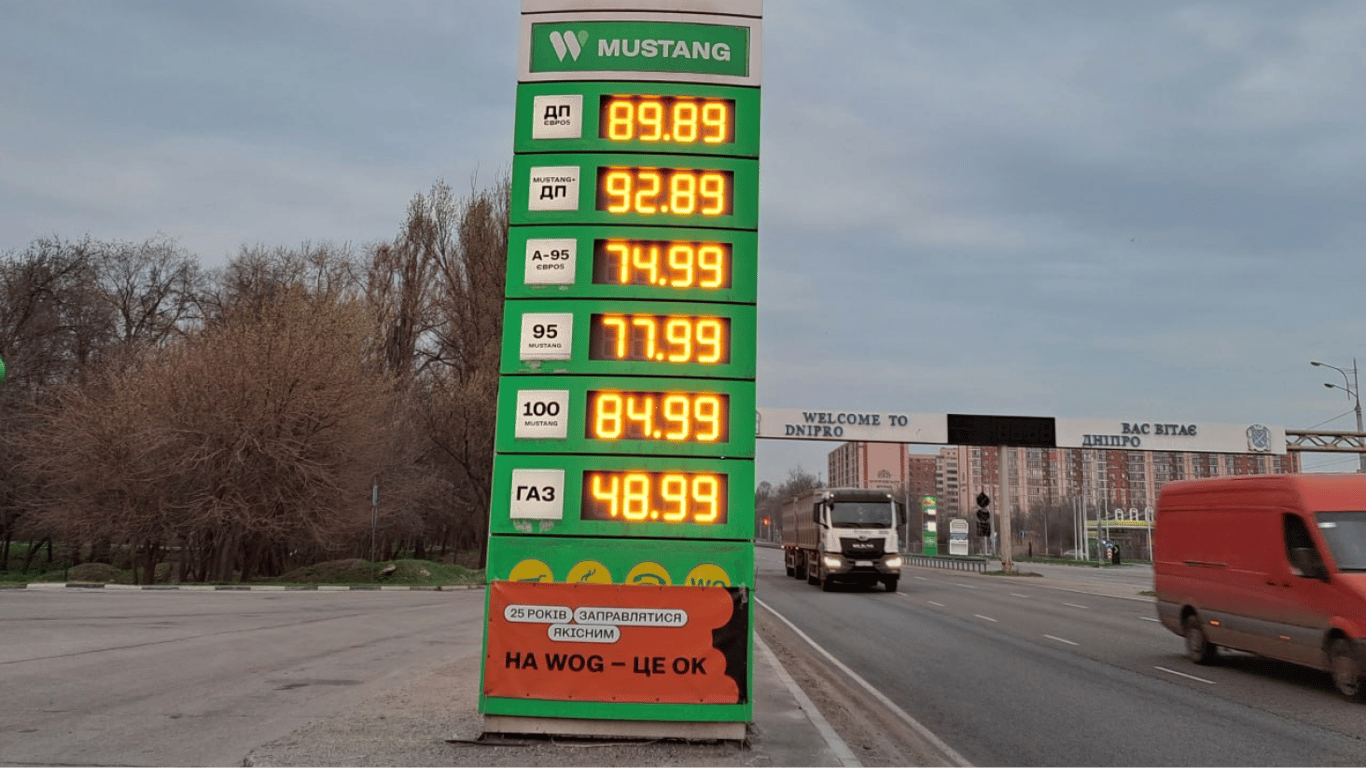 MUSTANG
ДП
ЄВРО5
89.89
MUSTANG+
ДП
92.89
А-95
ЄВРО5
74.99
95
MUSTANG
77.99
100
MUSTANG
84.99
ГАЗ
48.99
25 РОКІВ ЗАПРАВЛЯТИСЯ
ЯКІСНИМ
НА WOG – ЦЕ ОК
WELCOME TO
DNIPRO
ВАС ВІТАЄ
ДНІПРО